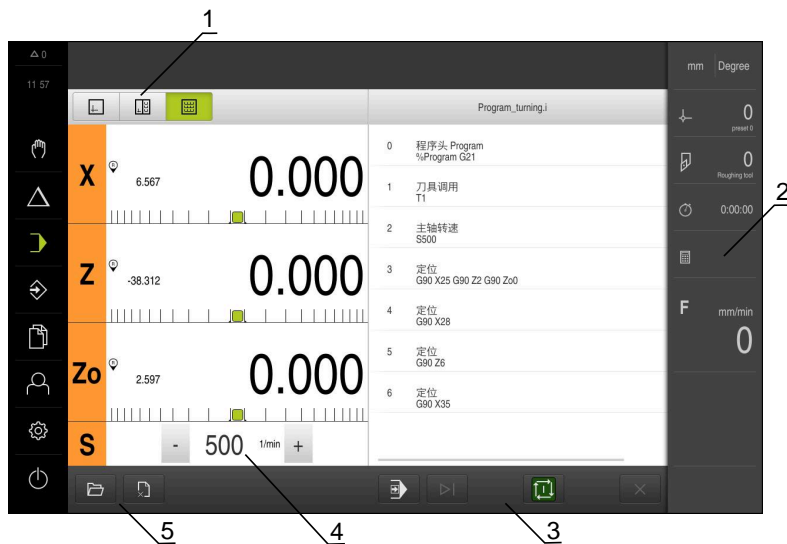 1
△ 0
11 57
mm Degree
Program_turning.i
0
preset 0
0
Roughing tool
0:00:00
2
F mm/min
0
X R 6.567 0.000
Z R -38.312 0.000
Zo R 2.597 0.000
S - 500 1/min +
0 程序头 Program
%Program G21
1 刀具调用
T1
2 主轴转速
S500
3 定位
G90 X25 G90 Z2 G90 Zo0
4 定位
G90 X28
5 定位
G90 Z6
6 定位
G90 X35
5
4
3